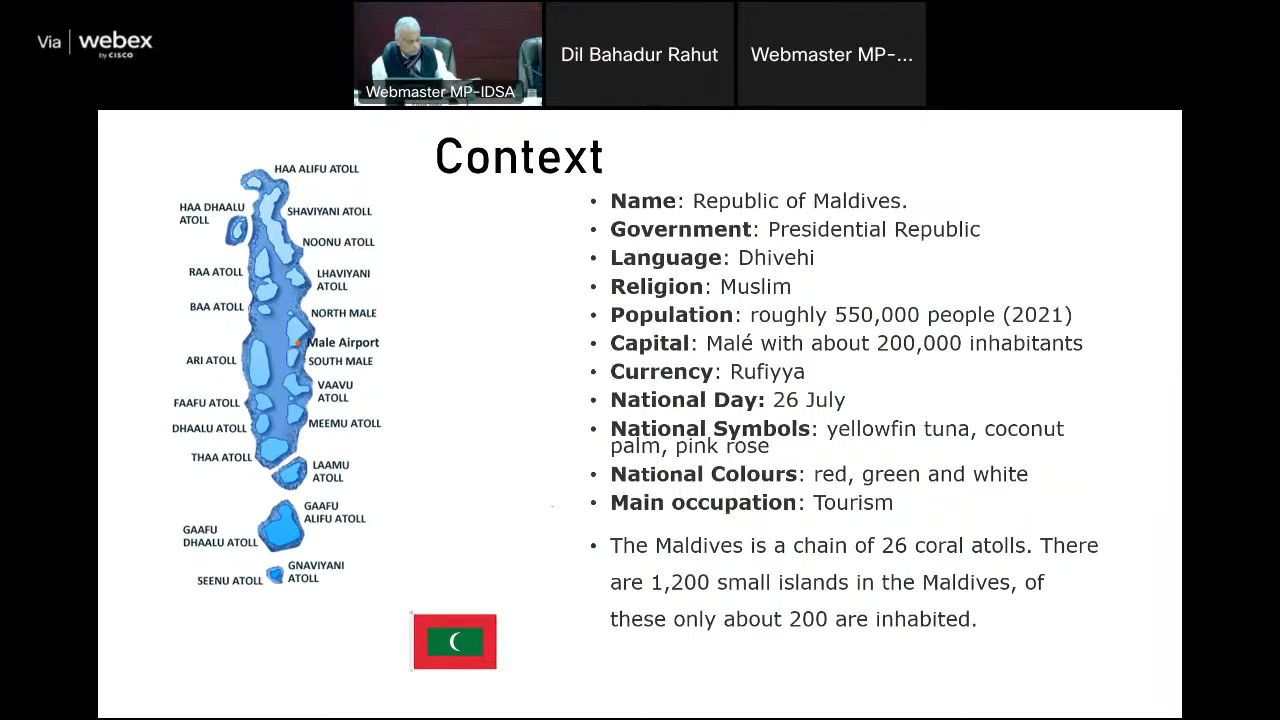 Via webex
by CISCO
Webmaster MP-IDSA
Dil Bahadur Rahut
Webmaster MP-...
Context
HAA ALIFU ATOLL
HAA DHAALU
ATOLL
SHAVIYANI ATOLL
NOONU ATOLL
RAA ATOLL
LHAVIYANI
ATOLL
BAA ATOLL
NORTH MALE
Male Airport
ARI ATOLL
SOUTH MALE
VAAVU
ATOLL
FAAFU ATOLL
DHAALU ATOLL
MEEMU ATOLL
THAA ATOLL
LAAMU
ATOLL
GAAFU
ALIFU ATOLL
GAAFU
DHAALU ATOLL
GNAVIYANI
ATOLL
SEENU ATOLL
• Name: Republic of Maldives.
• Government: Presidential Republic
• Language: Dhivehi
• Religion: Muslim
• Population: roughly 550,000 people (2021)
• Capital: Malé with about 200,000 inhabitants
• Currency: Rufiyya
• National Day: 26 July
• National Symbols: yellowfin tuna, coconut
palm, pink rose
• National Colours: red, green and white
• Main occupation: Tourism
• The Maldives is a chain of 26 coral atolls. There
are 1,200 small islands in the Maldives, of
these only about 200 are inhabited.